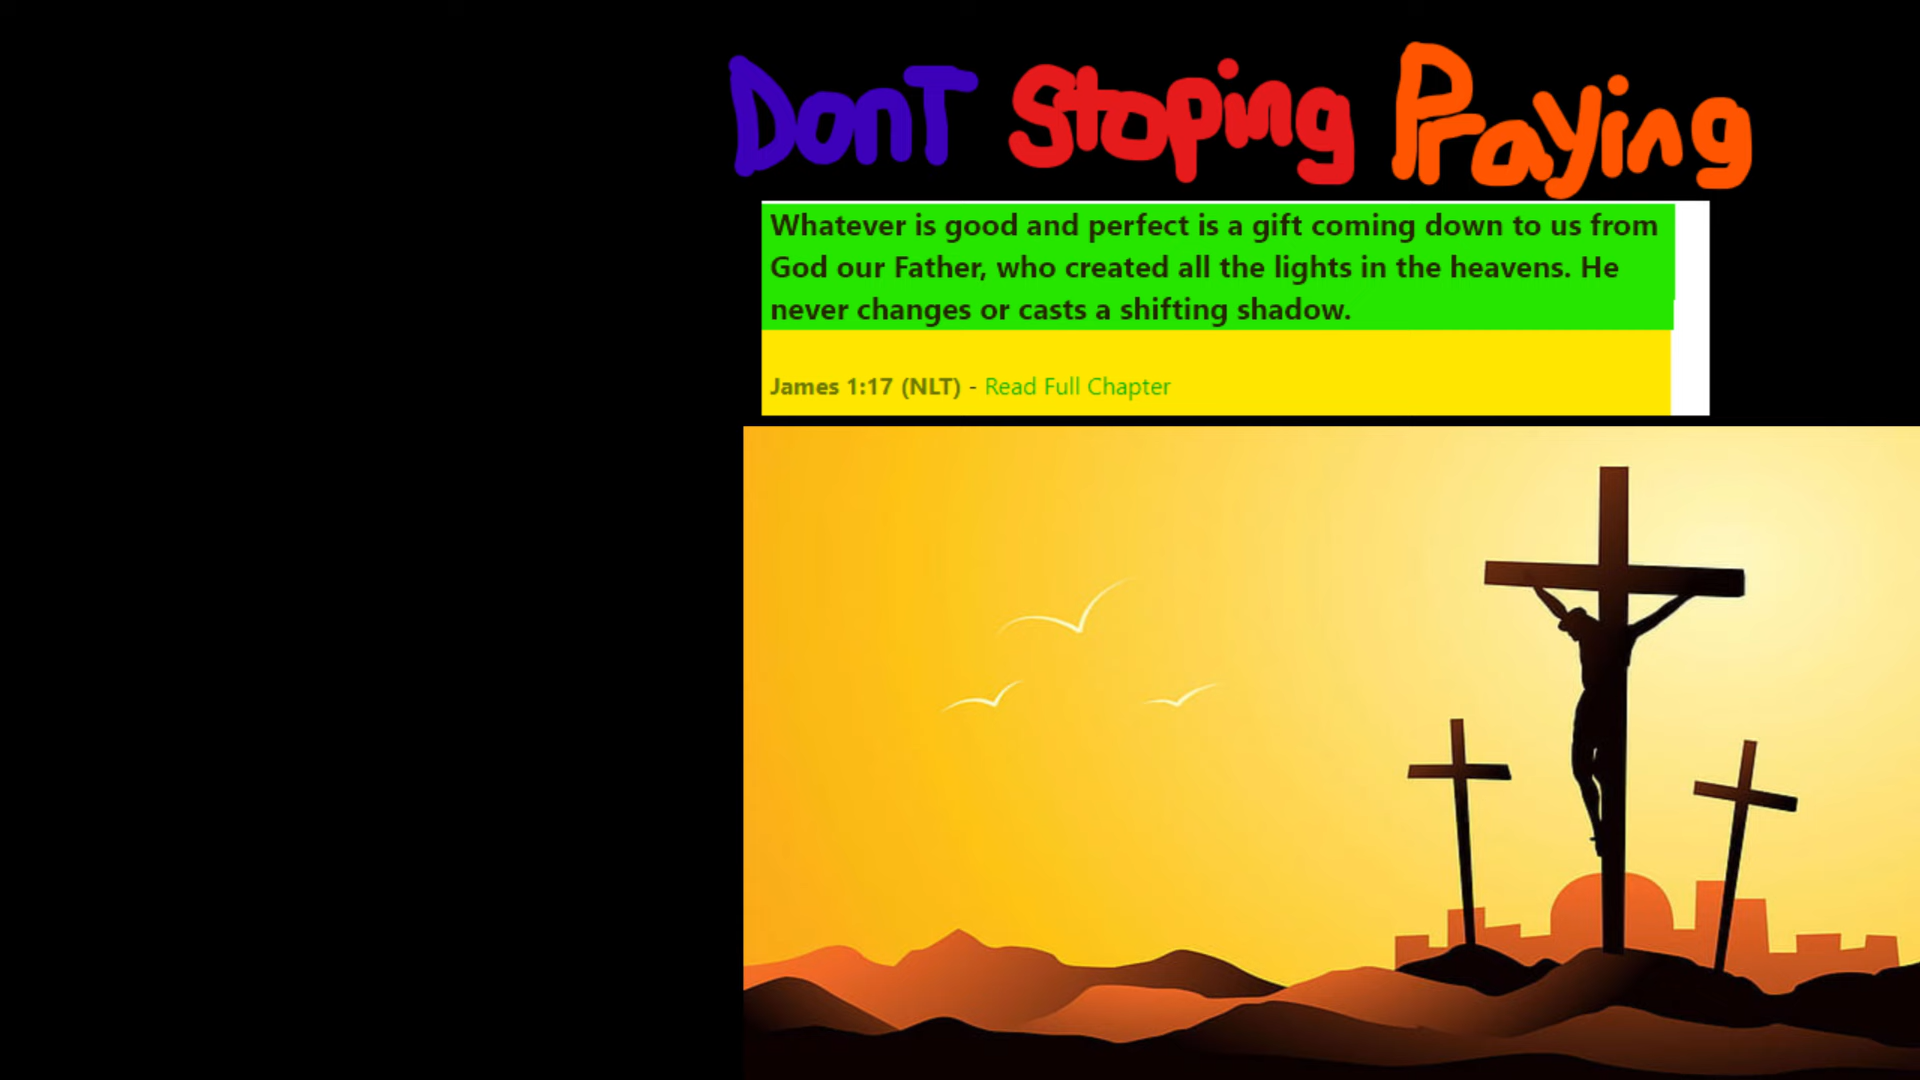 DonT Stoping Praying
Whatever is good and perfect is a gift coming down to us from
God our Father, who created all the lights in the heavens. He
never changes or casts a shifting shadow.
James 1:17 (NLT) - Read Full Chapter